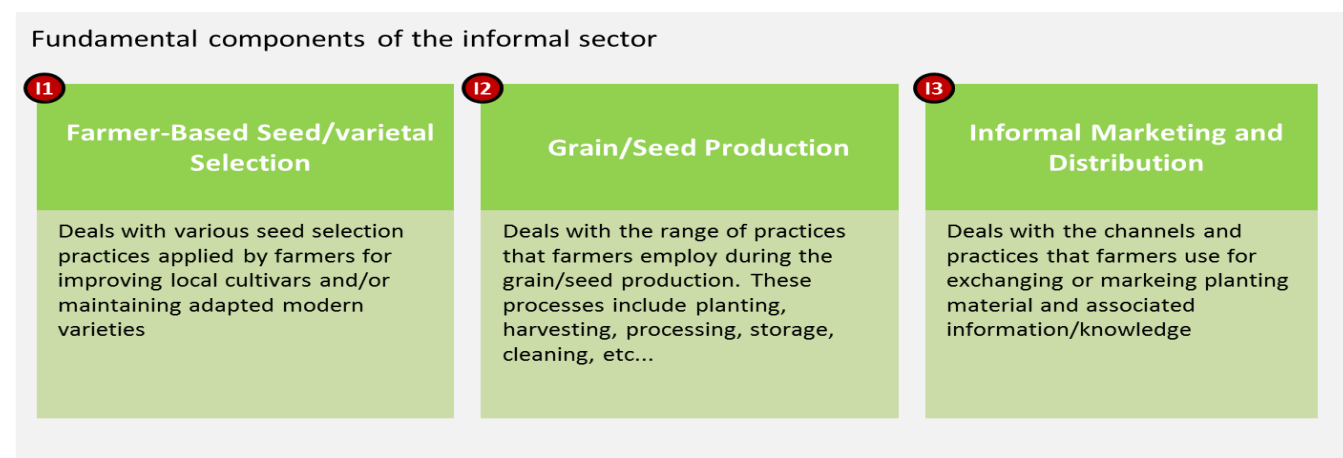 Fundamental components of the informal sector
I1
Farmer-Based Seed/varietal
Selection
Deals with various seed selection
practices applied by farmers for
improving local cultivars and/or
maintaining adapted modern
varieties
I2
Grain/Seed Production
Deals with the range of practices
that farmers employ during the
grain/seed production. These
processes include planting,
harvesting, processing, storage,
cleaning, etc...
I3
Informal Marketing and
Distribution
Deals with the channels and
practices that farmers use for
exchanging or markeing planting
material and associated
information/knowledge